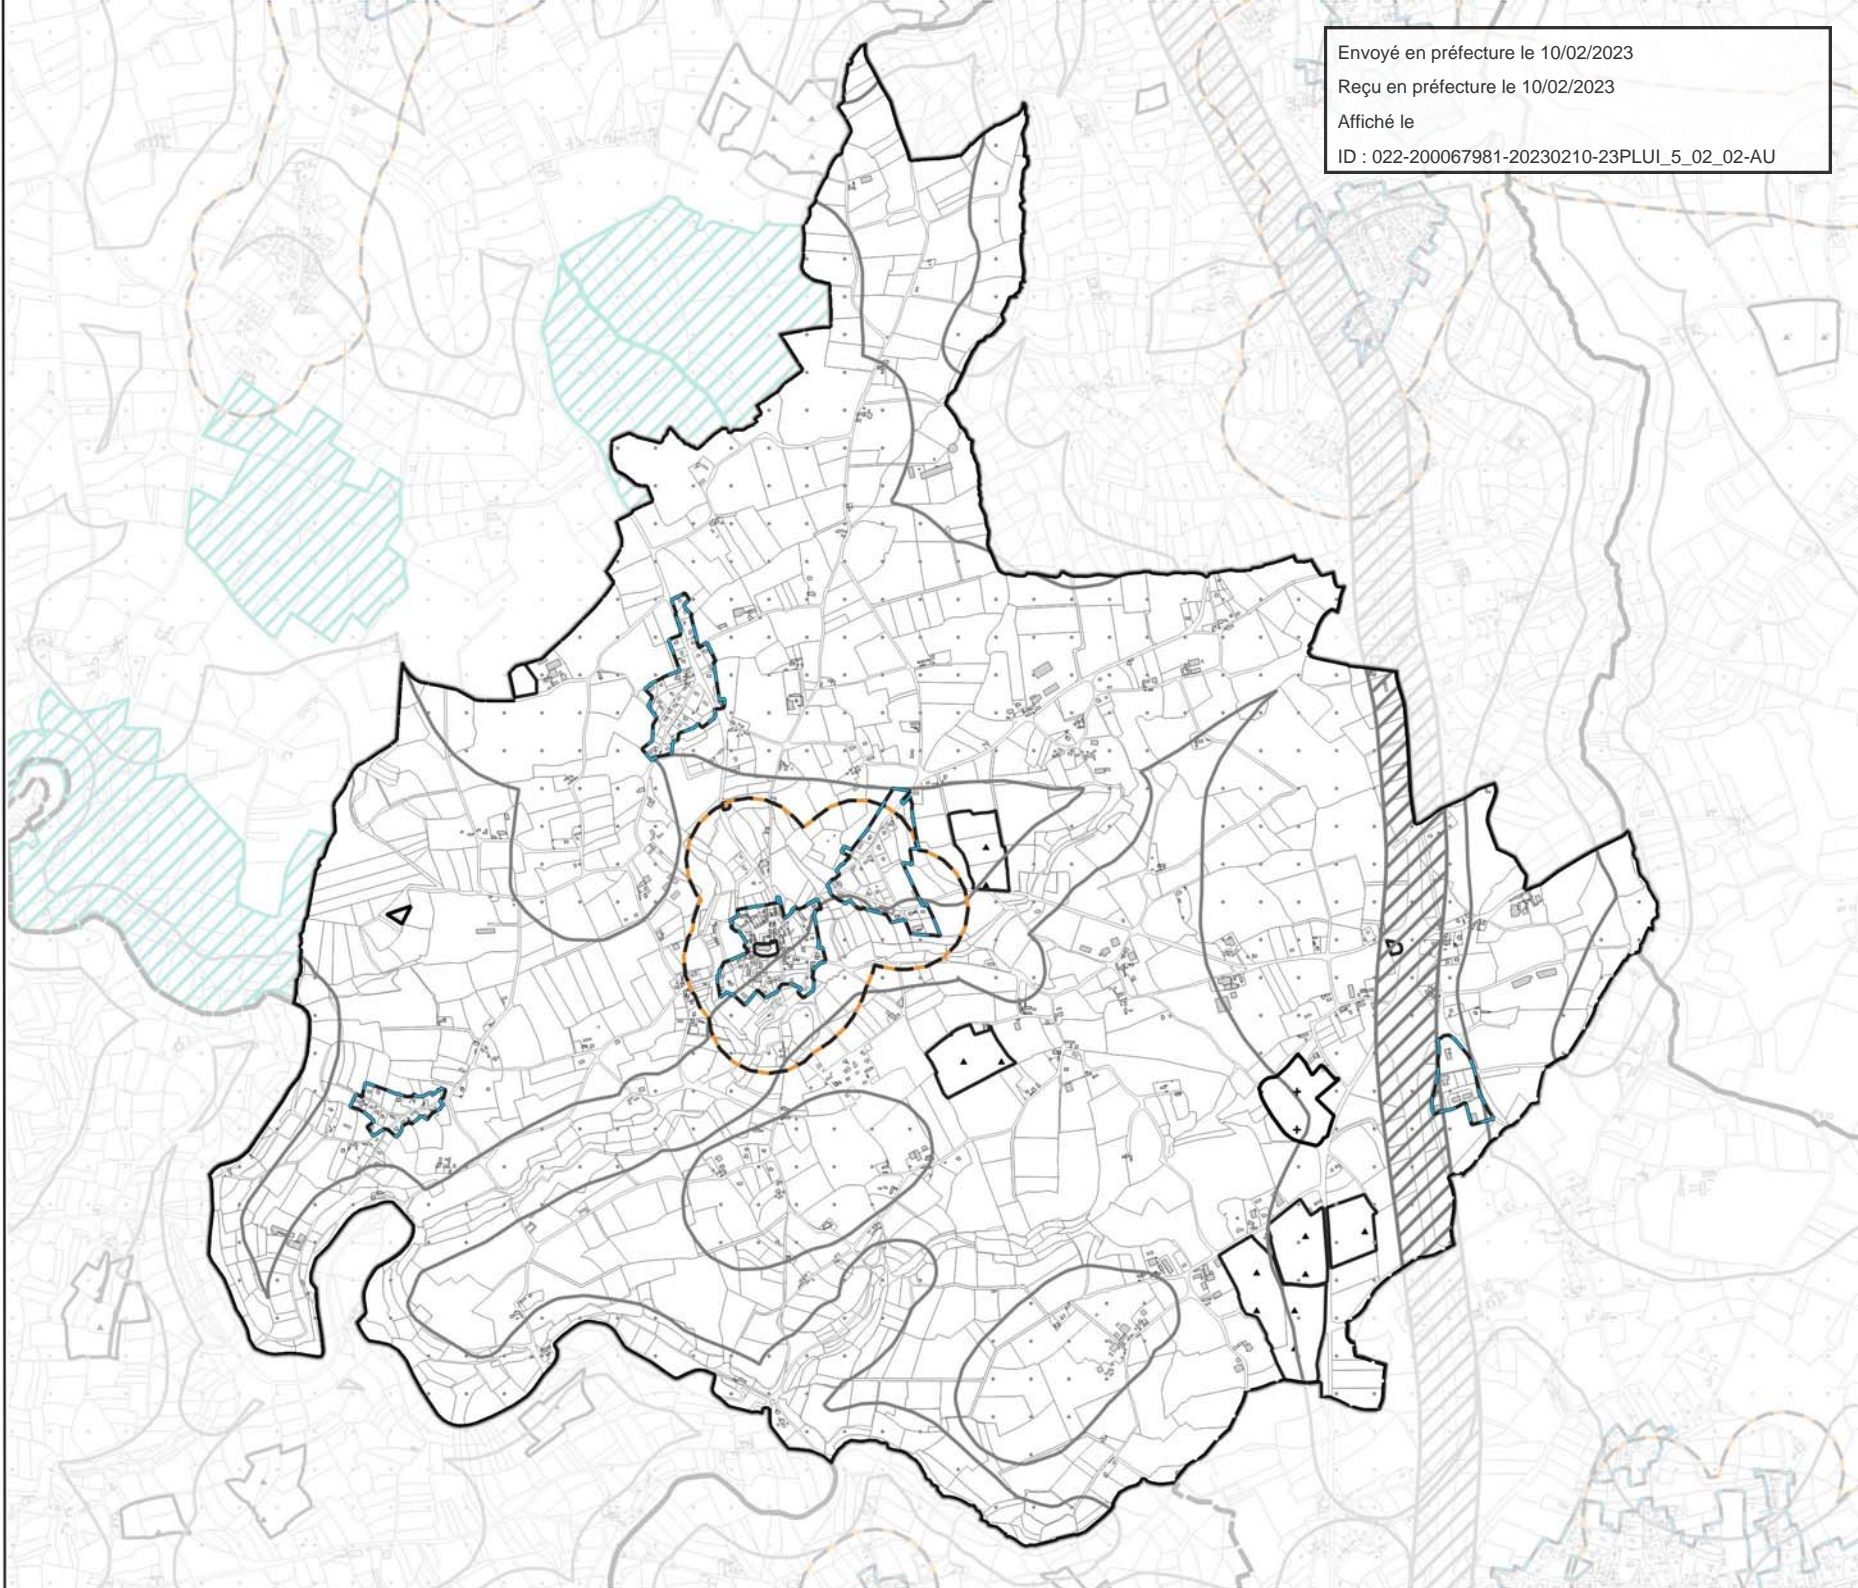 Envoyé en préfecture le 10/02/2023
Reçu en préfecture le 10/02/2023
Affiché le
ID : 022-200067981-20230210-23PLUI_5_02_02-AU